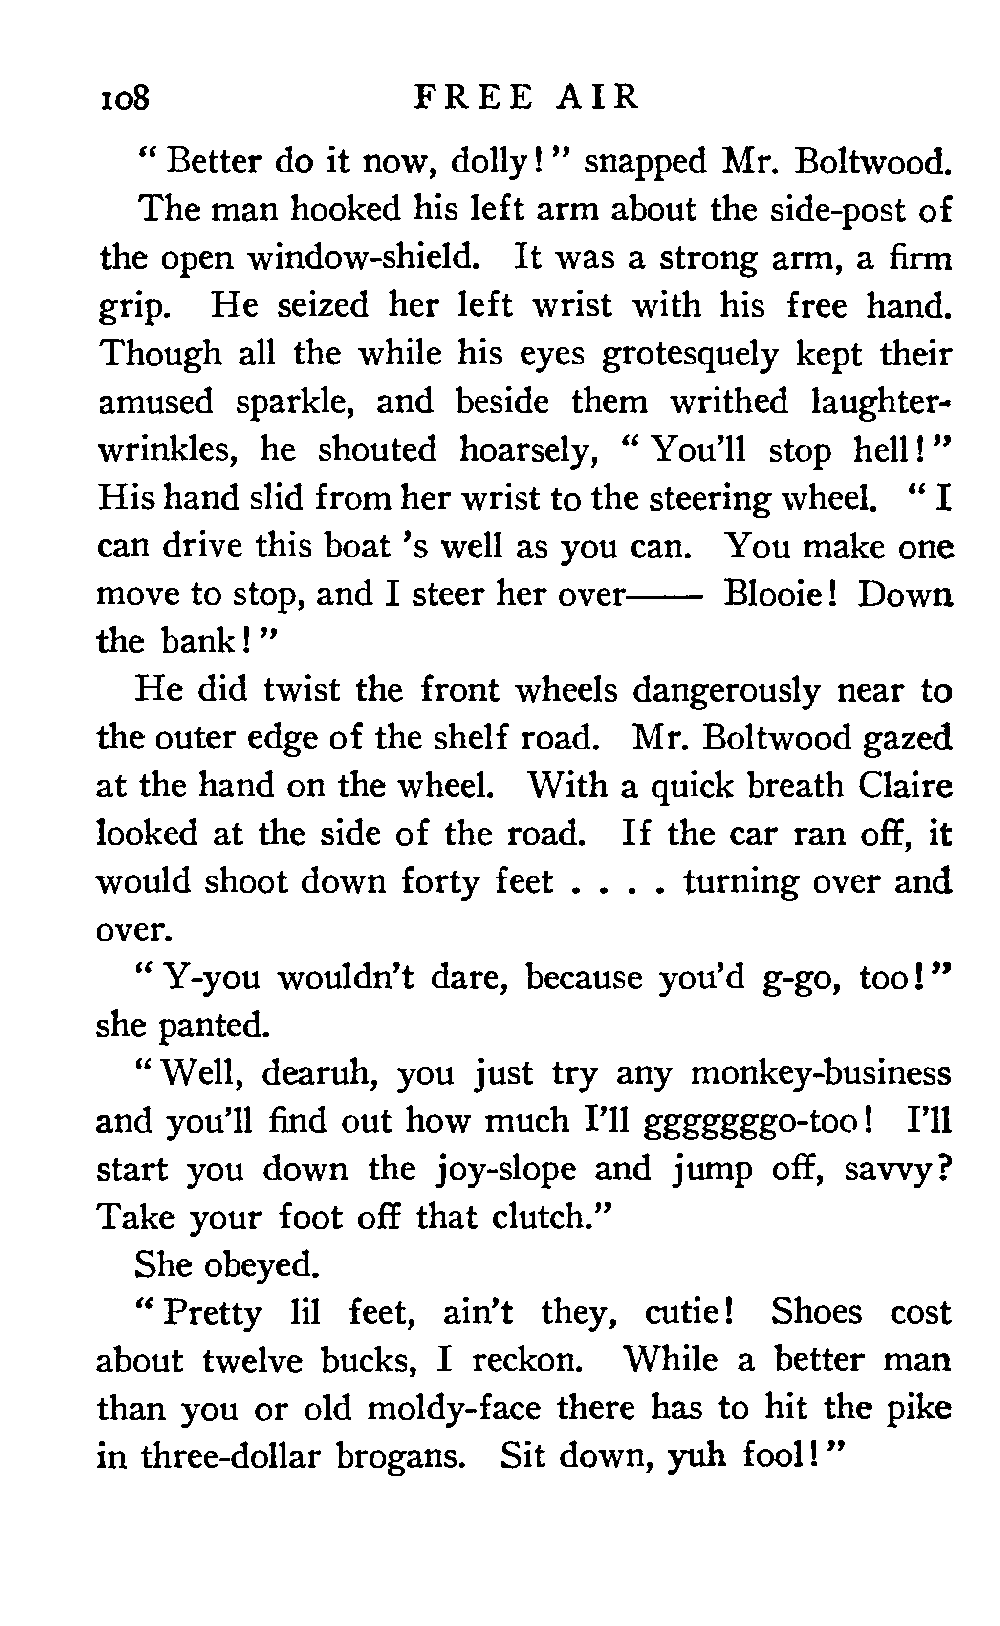 108 FREE AIR
“ Better do it now, dolly! ” snapped Mr. Boltwood.
The man hooked his left arm about the side-post of
the open window-shield. It was a strong arm, a firm
grip. He seized her left wrist with his free hand.
Though all the while his eyes grotesquely kept their
amused sparkle, and beside them writhed laughter-
wrinkles, he shouted hoarsely, “ You’ll stop hell! ”
His hand slid from her wrist to the steering wheel. “ I
can drive this boat ’s well as you can. You make one
move to stop, and I steer her over—— Blooie! Down
the bank! ”
He did twist the front wheels dangerously near to
the outer edge of the shelf road. Mr. Boltwood gazed
at the hand on the wheel. With a quick breath Claire
looked at the side of the road. If the car ran off, it
would shoot down forty feet . . . . turning over and
over.
“ Y-you wouldn’t dare, because you’d g-go, too! ”
she panted.
“ Well, dearuh, you just try any monkey-business
and you’ll find out how much I’ll gggggggo-too! I’ll
start you down the joy-slope and jump off, savvy?
Take your foot off that clutch.”
She obeyed.
“ Pretty lil feet, ain’t they, cutie! Shoes cost
about twelve bucks, I reckon. While a better man
than you or old moldy-face there has to hit the pike
in three-dollar brogans. Sit down, yuh fool! ”